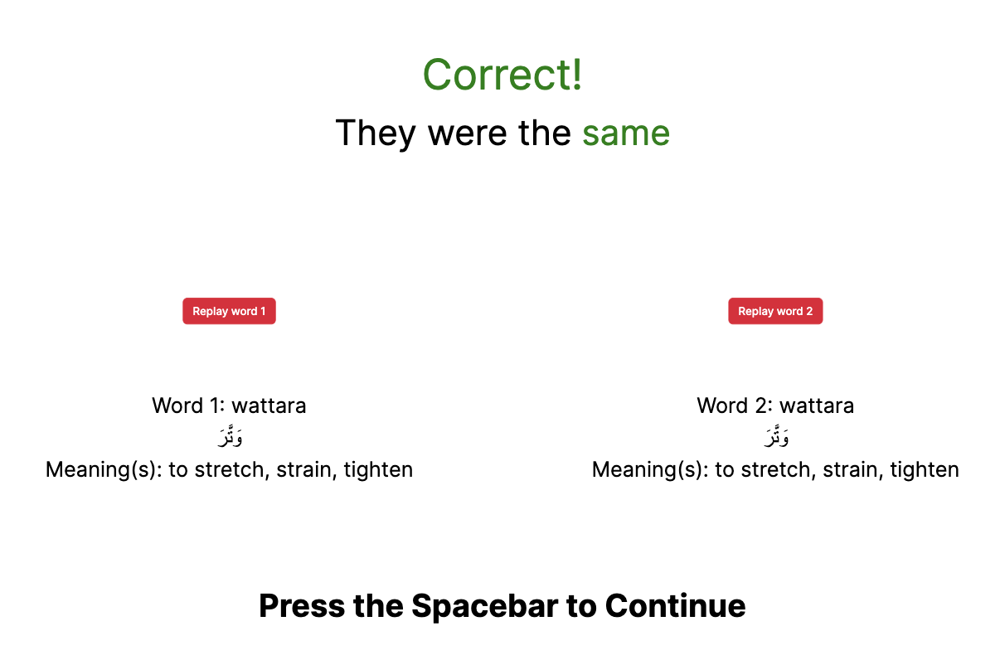 Correct!
They were the same
Replay word 1
Replay word 2
Word 1: wattara
وَتَّرَ
Meaning(s): to stretch, strain, tighten
Word 2: wattara
وَتَّرَ
Meaning(s): to stretch, strain, tighten
Press the Spacebar to Continue